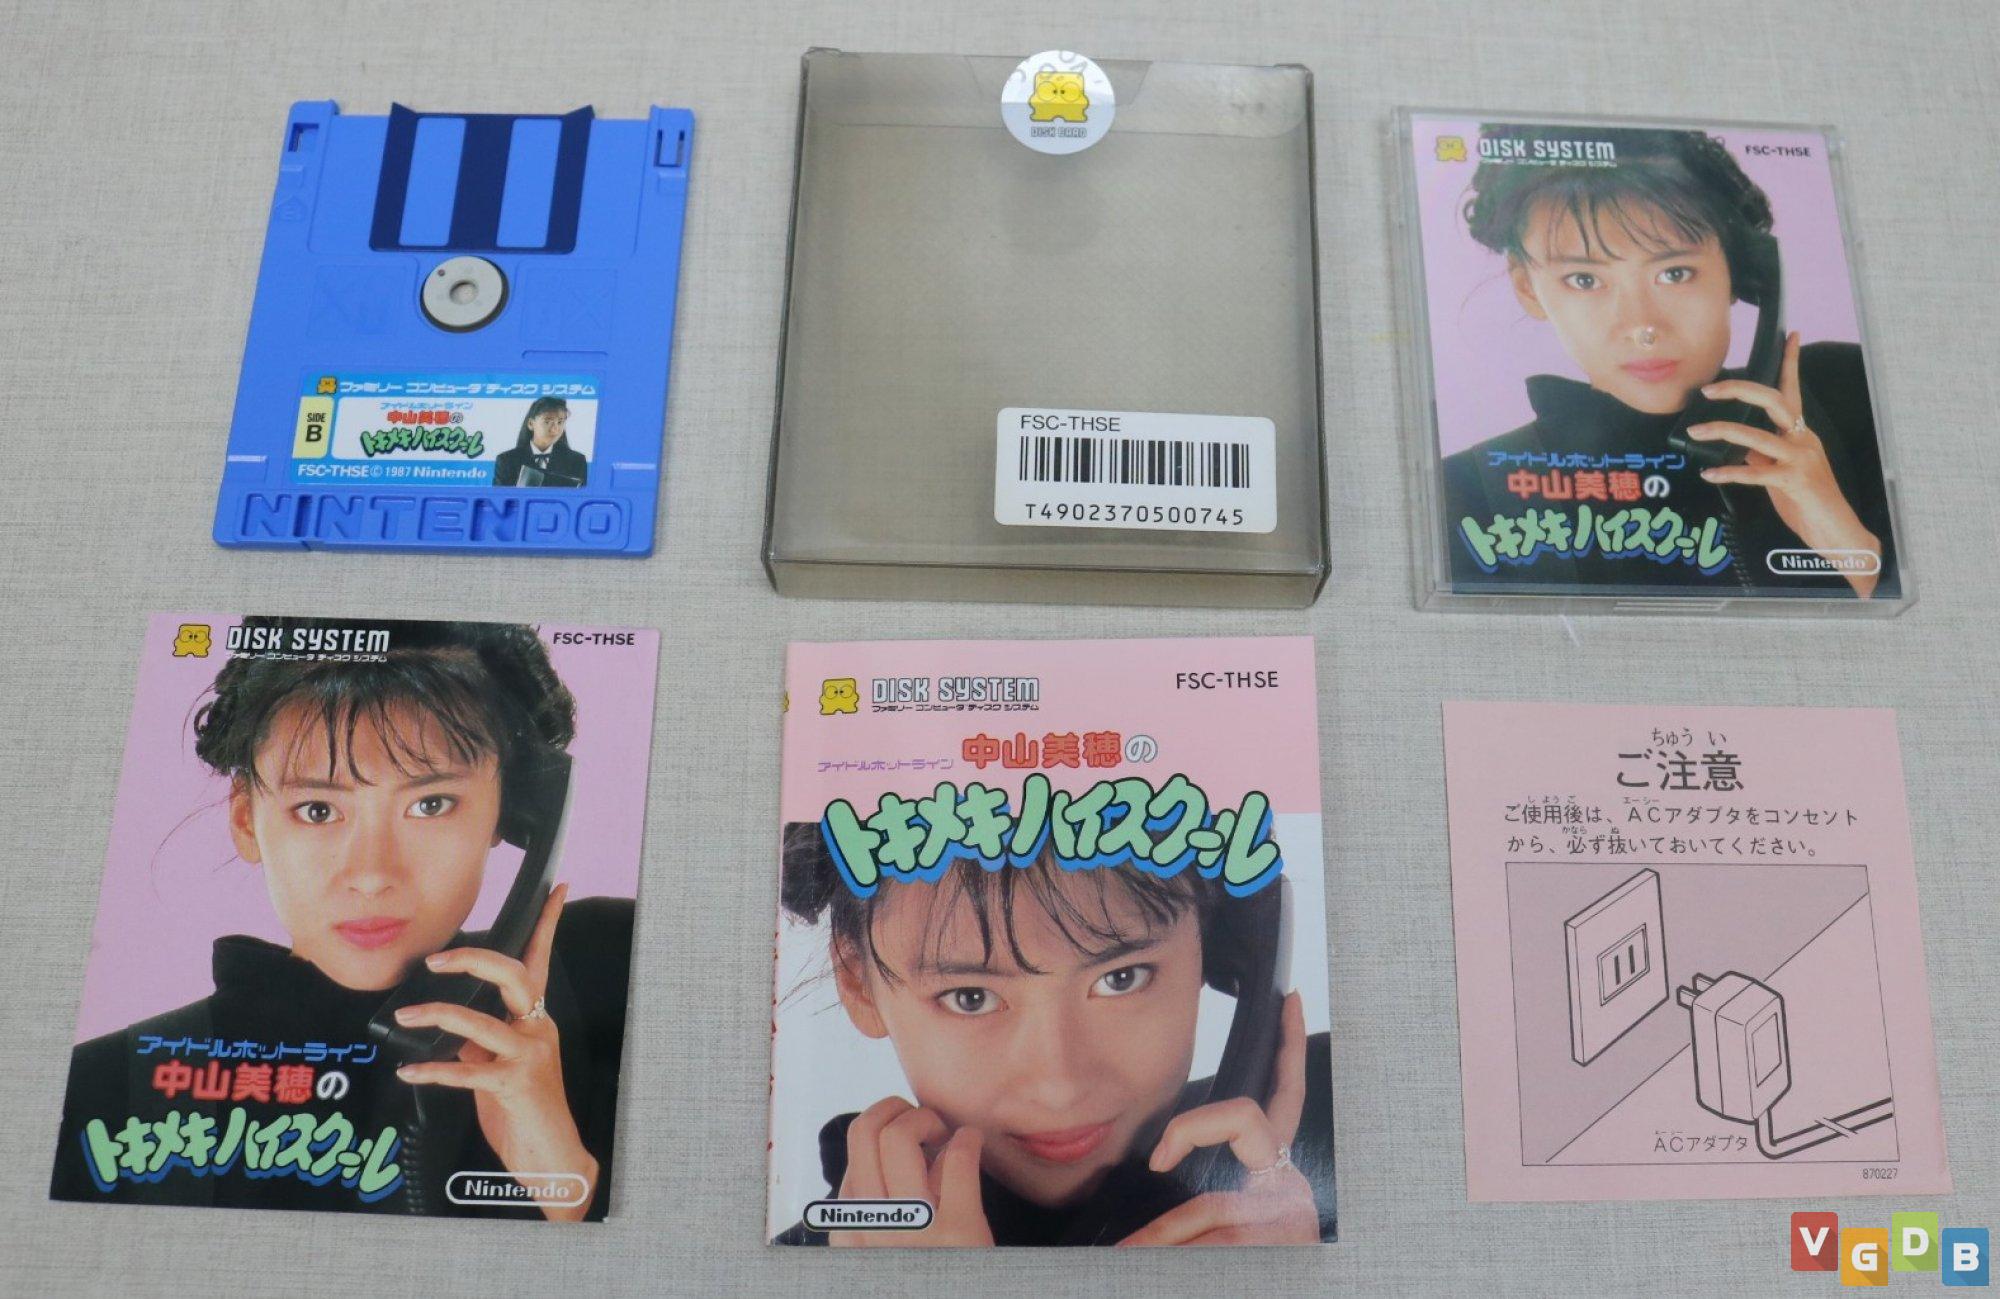 ファミリー コンピュータ ディスク システム
SIDE
B
アイドルホットライン
中山美穂の
トキメキハイスクール
FSC-THSE © 1987 Nintendo
NINTENDO
DISK CARD
FSC-THSE
T4902370500745
DISK SYSTEM
ファミリー コンピュータ ディスク システム
FSC-THSE
アイドルホットライン
中山美穂の
トキメキハイスクール
Nintendo®
DISK SYSTEM
ファミリー コンピュータ ディスク システム
FSC-THSE
アイドルホットライン
中山美穂の
トキメキハイスクール
Nintendo®
DISK SYSTEM
ファミリー コンピュータ ディスク システム
FSC-THSE
アイドルホットライン
中山美穂の
トキメキハイスクール
Nintendo®
ちゅうい
ご注意
しようご エーシー
ご使用後は、ACアダプタをコンセント
かなら ぬ
から、必ず抜いておいてください。
エーシー
ACアダプタ
870227
VGDB